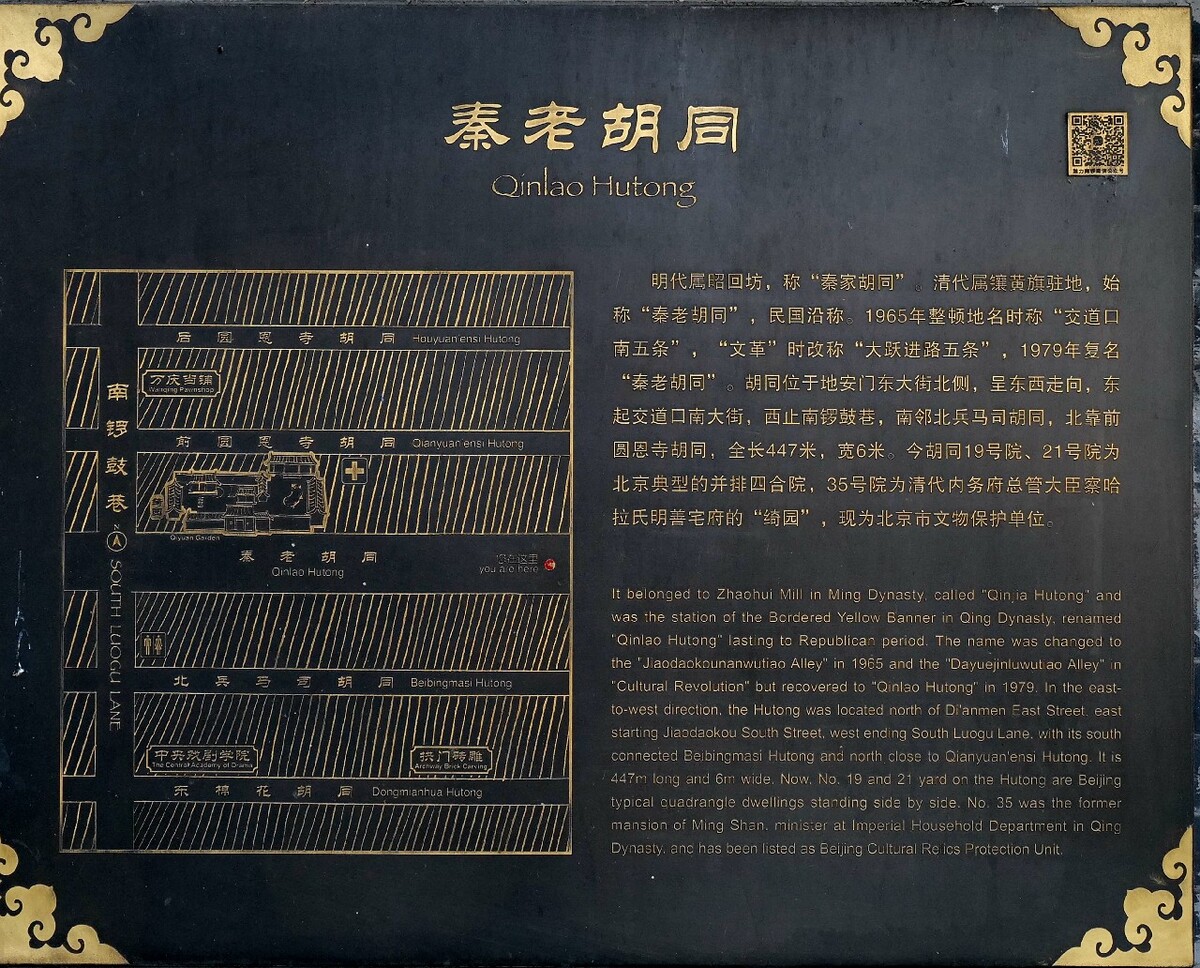 秦老胡同
Qinlao Hutong
后圆恩寺胡同 Houyuan'ensi Hutong
万庆当铺
Wanqing Pawnshop
前圆恩寺胡同 Qianyuan'ensi Hutong
南锣鼓巷
N
SOUTH LUOGU LANE
Qiyuan Garden
秦老胡同
Qinlao Hutong
您在这里
you are here
北兵马司胡同 Beibingmasi Hutong
中央戏剧学院
The Central Academy of Drama
拱门砖雕
Archway Brick Carving
东棉花胡同 Dongmianhua Hutong
明代属昭回坊，称“秦家胡同”。清代属镶黄旗驻地，始
称“秦老胡同”，民国沿称。1965年整顿地名时称“交道口
南五条”，“文革”时改称“大跃进路五条”，1979年复名
“秦老胡同”。胡同位于地安门东大街北侧，呈东西走向，东
起交道口南大街，西止南锣鼓巷，南邻北兵马司胡同，北靠前
圆恩寺胡同，全长447米，宽6米。今胡同19号院、21号院为
北京典型的并排四合院，35号院为清代内务府总管大臣察哈
拉氏明善宅府的“绮园”，现为北京市文物保护单位。
It belonged to Zhaohui Mill in Ming Dynasty, called "Qinjia Hutong" and
was the station of the Bordered Yellow Banner in Qing Dynasty, renamed
"Qinlao Hutong" lasting to Republican period. The name was changed to
the "Jiaodaokounanwutiao Alley" in 1965 and the "Dayuejinluwutiao Alley" in
"Cultural Revolution" but recovered to "Qinlao Hutong" in 1979. In the east-
to-west direction, the Hutong was located north of Di'anmen East Street, east
starting Jiaodaokou South Street, west ending South Luogu Lane, with its south
connected Beibingmasi Hutong and north close to Qianyuan'ensi Hutong. It is
447m long and 6m wide. Now, No. 19 and 21 yard on the Hutong are Beijing
typical quadrangle dwellings standing side by side. No. 35 was the former
mansion of Ming Shan, minister at Imperial Household Department in Qing
Dynasty, and has been listed as Beijing Cultural Relics Protection Unit.